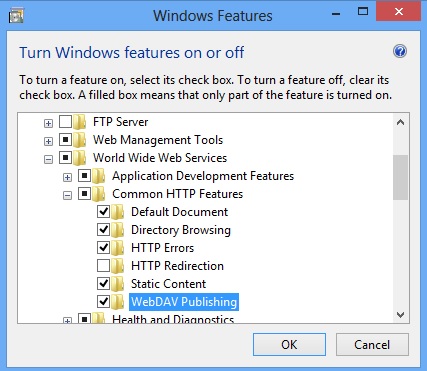 Windows Features
Turn Windows features on or off
To turn a feature on, select its check box. To turn a feature off, clear its
check box. A filled box means that only part of the feature is turned on.
FTP Server
Web Management Tools
World Wide Web Services
Application Development Features
Common HTTP Features
Default Document
Directory Browsing
HTTP Errors
HTTP Redirection
Static Content
WebDAV Publishing
Health and Diagnostics
OK
Cancel